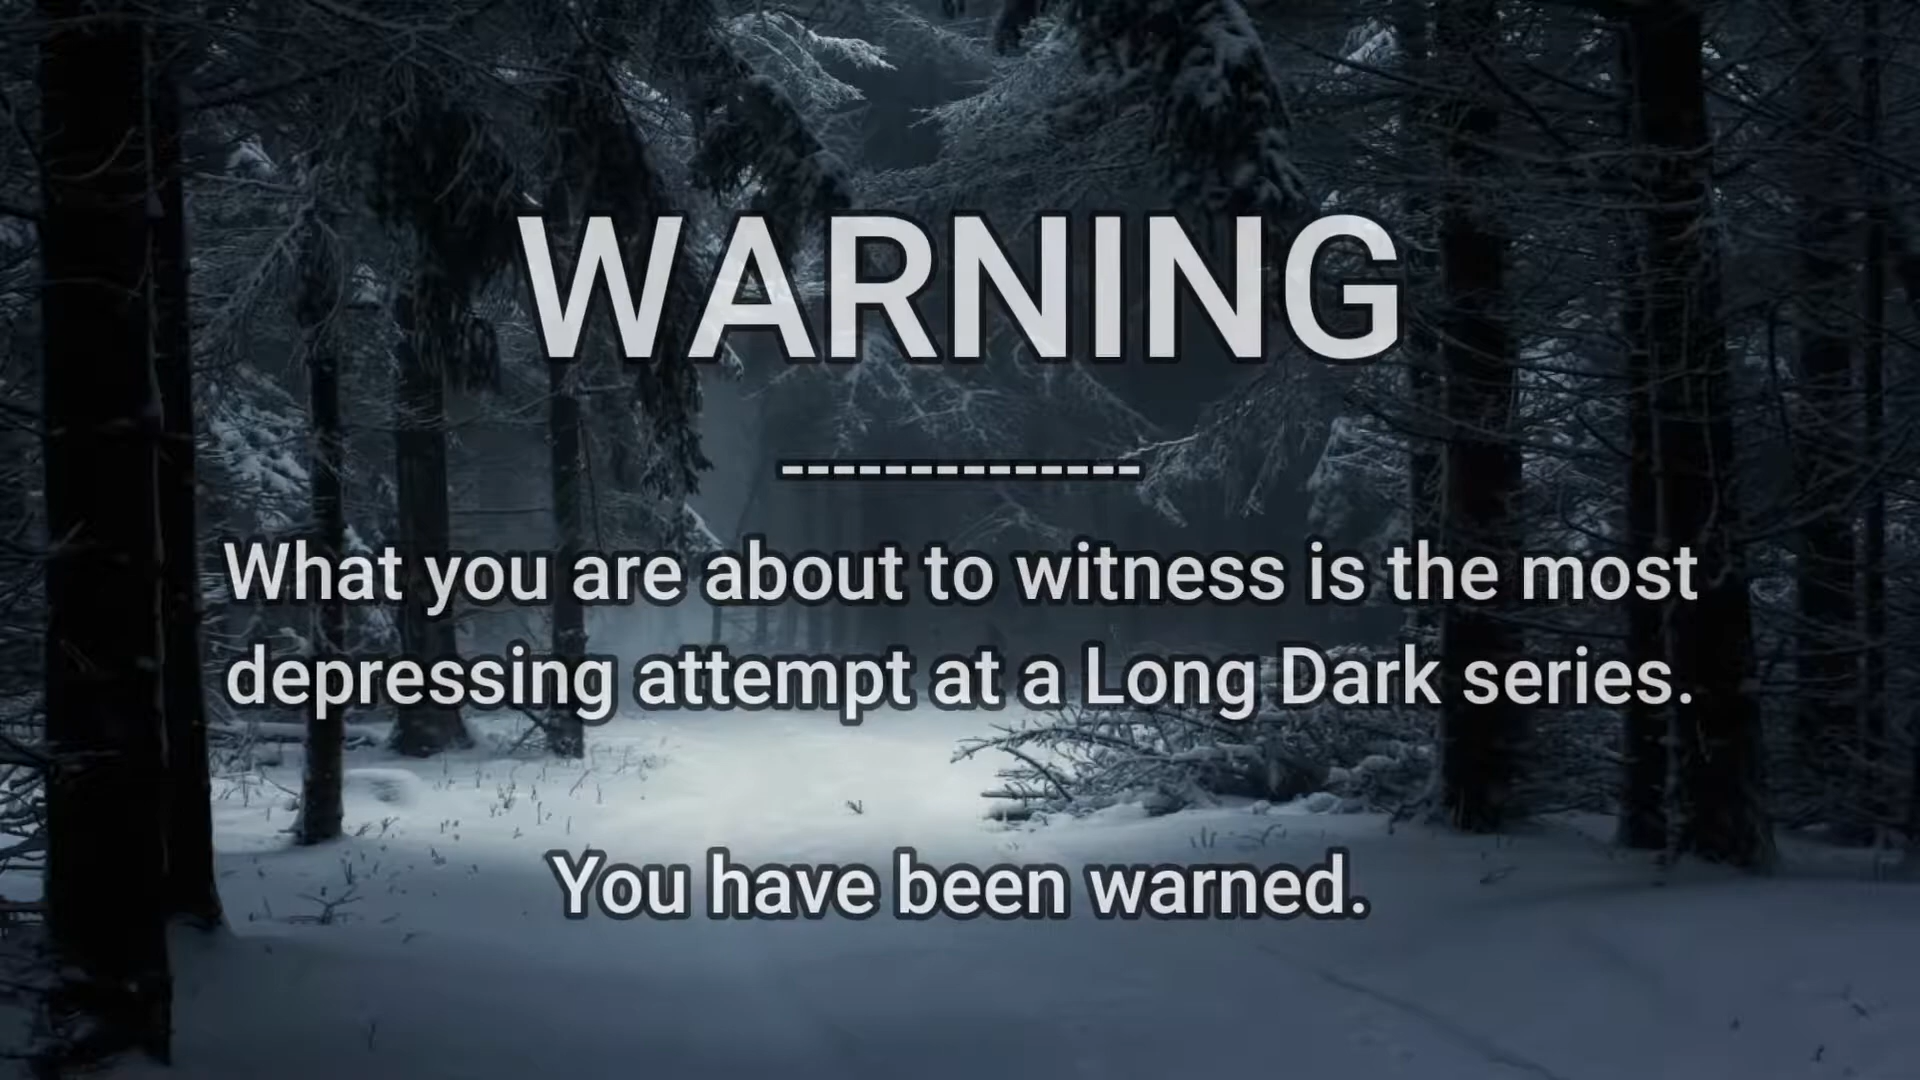 WARNING
--------------
What you are about to witness is the most
depressing attempt at a Long Dark series.
You have been warned.